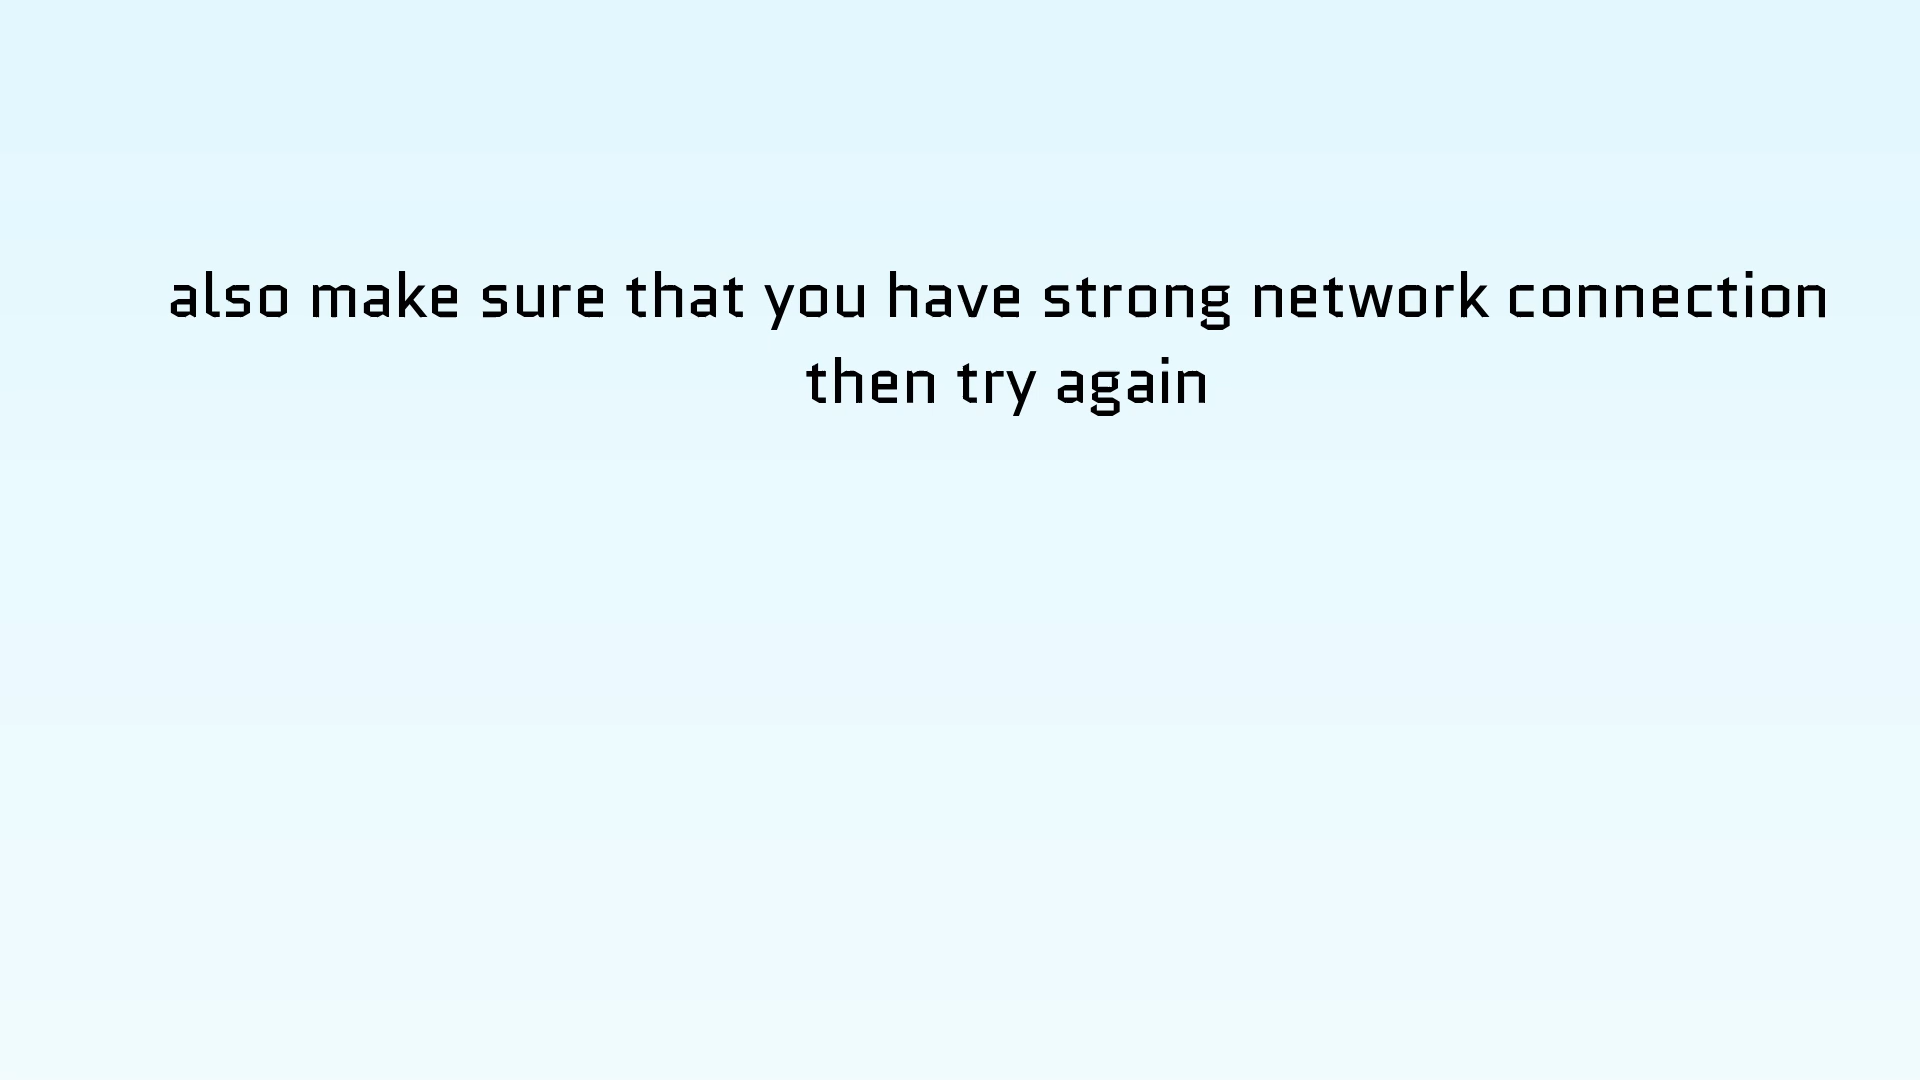 also make sure that you have strong network connection
then try again